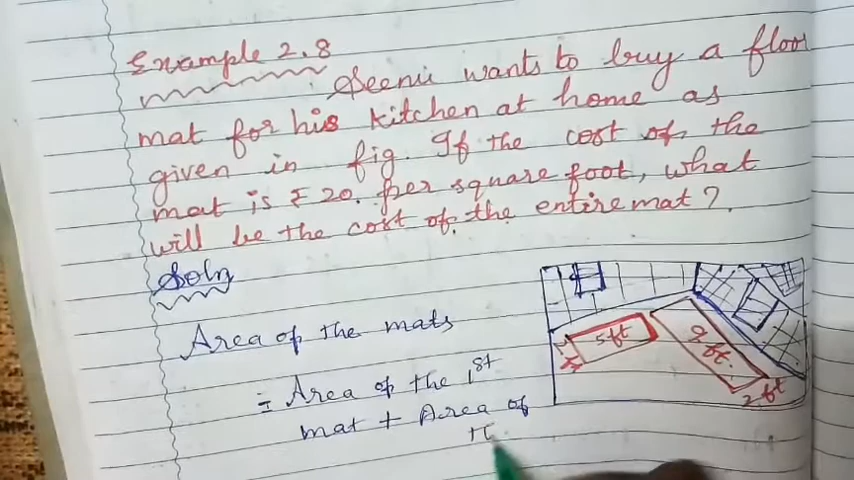 Example 2.8
Seenu wants to buy a floor
mat for his kitchen at home as
given in fig. If the cost of the
mat is ₹ 20. per square foot, what
will be the cost of the entire mat?
Soln
Area of the mats
= Area of the 1st
mat + Area of
5ft
ft.
2ft